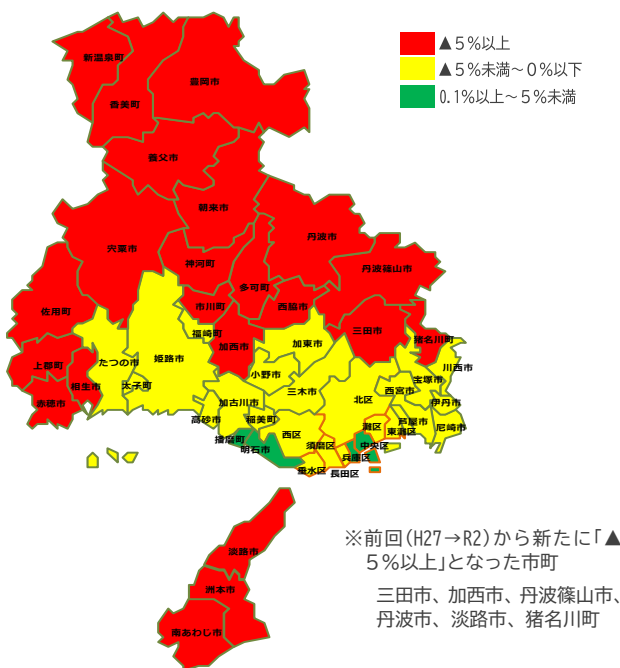 ▲５％以上
▲５％未満～０％以下
0.1％以上～５％未満
新温泉町
香美町
豊岡市
養父市
朝来市
宍粟市
丹波市
神河町
多可町
丹波篠山市
佐用町
市川町
西脇市
福崎町
加西市
三田市
猪名川町
加東市
上郡町
たつの市
姫路市
川西市
相生市
太子町
小野市
宝塚市
赤穂市
三木市
西宮市
伊丹市
加古川市
北区
高砂市
稲美町
灘区
芦屋市
尼崎市
播磨町
西区
須磨区
中央区
東灘区
明石市
兵庫区
垂水区
長田区
淡路市
洲本市
南あわじ市
※前回(H27→R2)から新たに｢▲
５％以上｣となった市町
三田市、加西市、丹波篠山市、
丹波市、淡路市、猪名川町